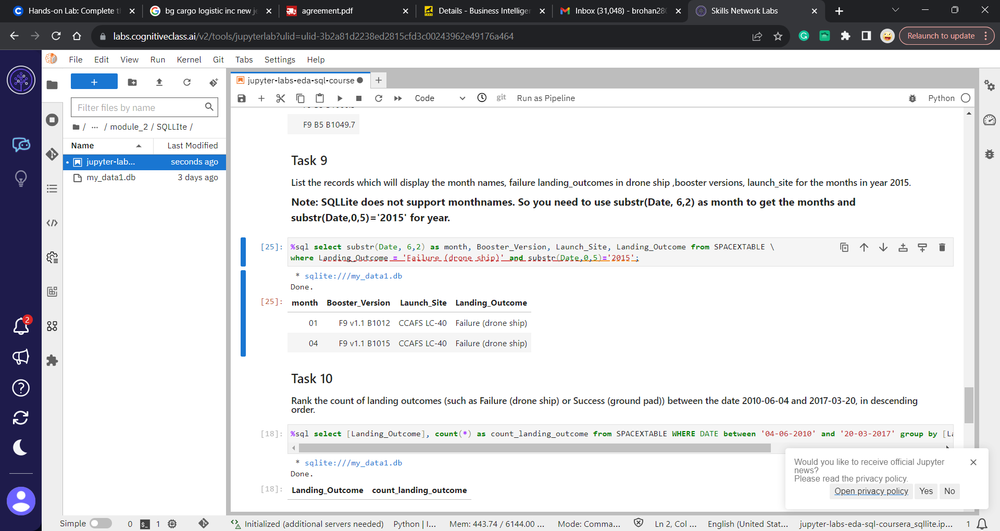 Hands-on Lab: Complete t
bg cargo logistic inc new je
agreement.pdf
Details - Business Intelliger
Inbox (31,048) - brohan28
Skills Network Labs
labs.cognitiveclass.ai/v2/tools/jupyterlab?ulid=ulid-3b2a81d2238ed2815cfd3c00243962e49176a464
Relaunch to update
File Edit View Run Kernel Git Tabs Settings Help
jupyter-labs-eda-sql-course
Filter files by name
Code
git
Run as Pipeline
Python
/ ... / module_2 / SQLLIte /
Name
Last Modified
jupyter-lab...
seconds ago
my_data1.db
3 days ago
F9 B5 B1049.7
Task 9
List the records which will display the month names, failure landing_outcomes in drone ship ,booster versions, launch_site for the months in year 2015.
Note: SQLLite does not support monthnames. So you need to use substr(Date, 6,2) as month to get the months and
substr(Date,0,5)='2015' for year.
[25]: %sql select substr(Date, 6,2) as month, Booster_Version, Launch_Site, Landing_Outcome from SPACEXTABLE \
where Landing_Outcome = 'Failure (drone ship)' and substr(Date,0,5)='2015';
* sqlite:///my_data1.db
Done.
[25]: month Booster_Version Launch_Site Landing_Outcome
01 F9 v1.1 B1012 CCAFS LC-40 Failure (drone ship)
04 F9 v1.1 B1015 CCAFS LC-40 Failure (drone ship)
Task 10
Rank the count of landing outcomes (such as Failure (drone ship) or Success (ground pad)) between the date 2010-06-04 and 2017-03-20, in descending
order.
[18]: %sql select [Landing_Outcome], count(*) as count_landing_outcome from SPACEXTABLE WHERE DATE between '04-06-2010' and '20-03-2017' group by [La
* sqlite:///my_data1.db
Done.
[18]: Landing_Outcome count_landing_outcome
Would you like to receive official Jupyter
news?
Please read the privacy policy.
Open privacy policy
Yes
No
2
Simple
0
1
Initialized (additional servers needed)
Python | I...
Mem: 443.74 / 6144.00 ...
Mode: Comma...
Ln 2, Col ...
English (United Stat...
jupyter-labs-eda-sql-coursera_sqllite.ip...
1